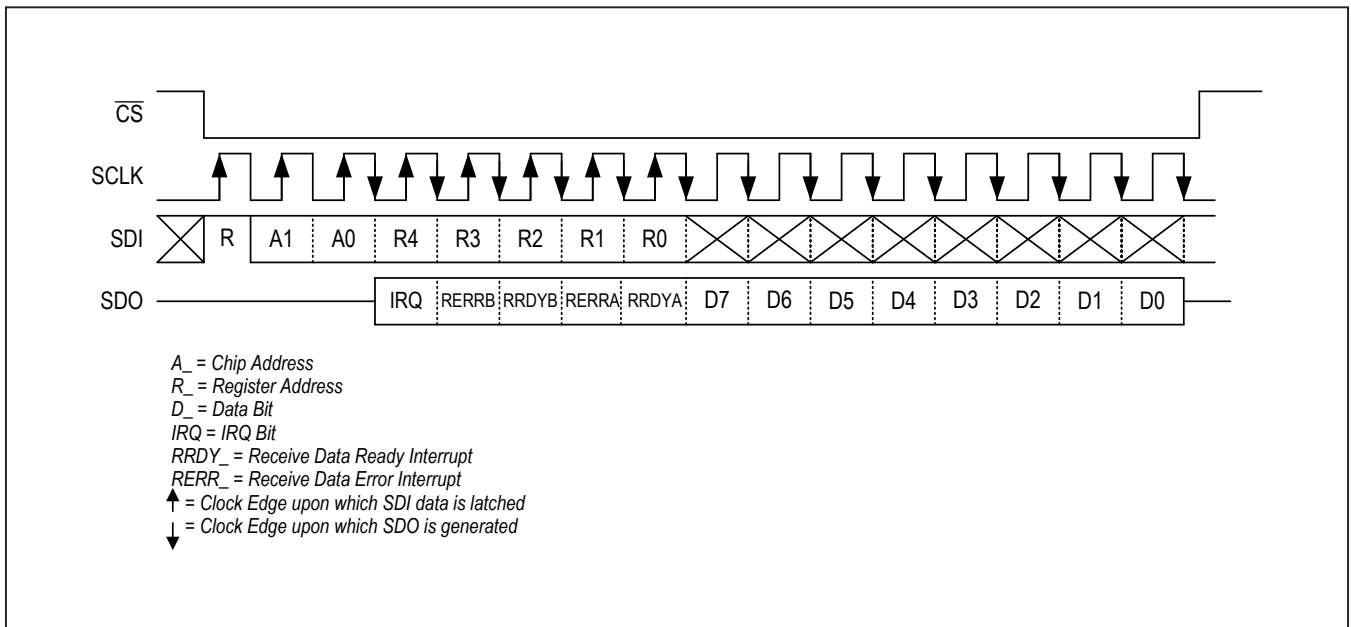 CS
SCLK
SDI R A1 A0 R4 R3 R2 R1 R0
SDO IRQ RERRB RRDYB RERRA RRDYA D7 D6 D5 D4 D3 D2 D1 D0
A_ = Chip Address
R_ = Register Address
D_ = Data Bit
IRQ = IRQ Bit
RRDY_ = Receive Data Ready Interrupt
RERR_ = Receive Data Error Interrupt
↑ = Clock Edge upon which SDI data is latched
↓ = Clock Edge upon which SDO is generated